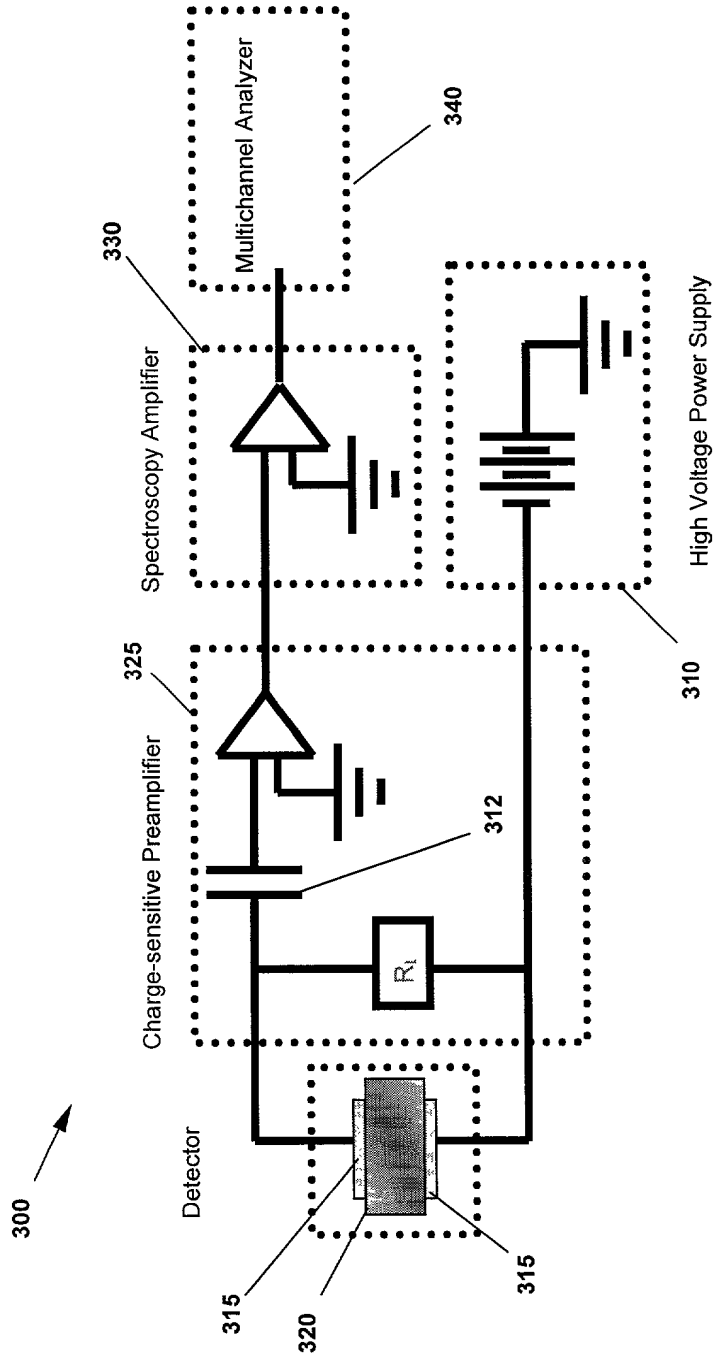 300
Detector
Charge-sensitive Preamplifier
325
Spectroscopy Amplifier
330
Multichannel Analyzer
340
312
RL
315
320
315
310
High Voltage Power Supply